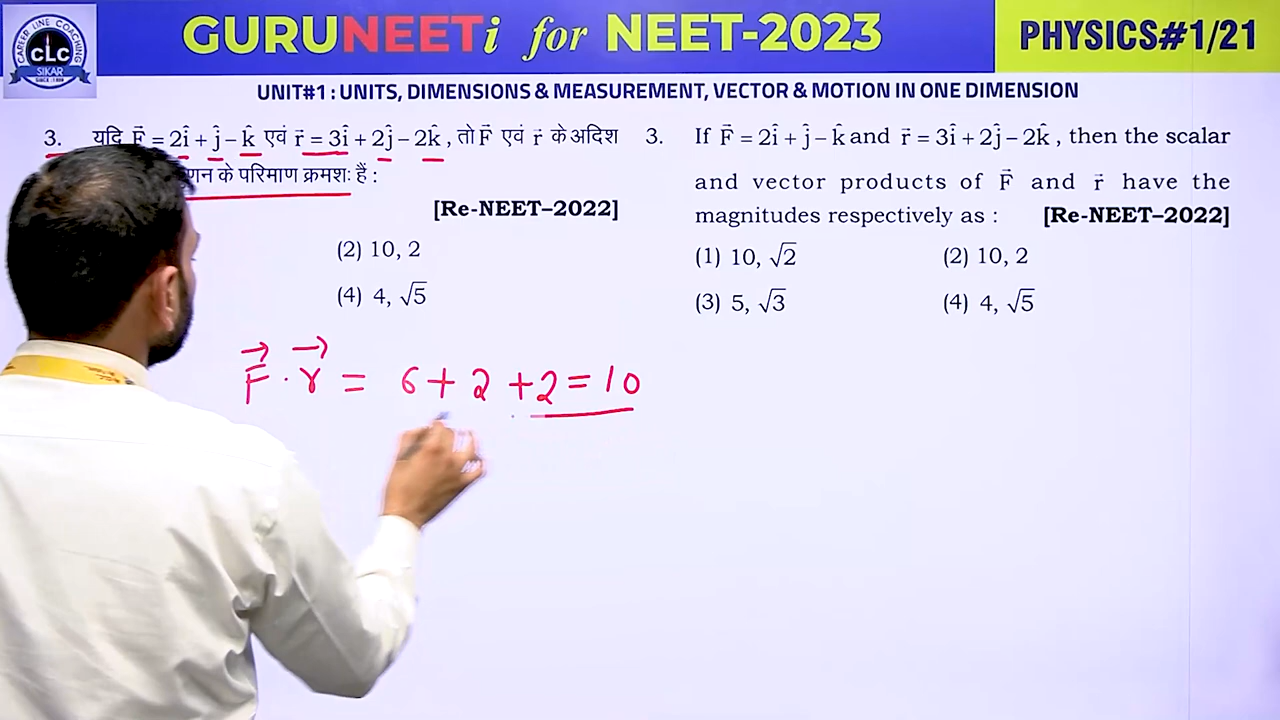 CAREER LINE COACHING
CLC
SIKAR
SINCE : 1996
GURUNEETi for NEET-2023
PHYSICS#1/21
UNIT#1 : UNITS, DIMENSIONS & MEASUREMENT, VECTOR & MOTION IN ONE DIMENSION
3. यदि F⃗ = 2î + ĵ – k̂ एवं r⃗ = 3î + 2ĵ – 2k̂, तो F⃗ एवं r⃗ के अदिश
णन के परिमाण क्रमशः हैं :
[Re-NEET–2022]
(2) 10, 2
(4) 4, √5
F⃗ . r⃗ = 6 + 2 + 2 = 10
3. If F⃗ = 2î + ĵ – k̂ and r⃗ = 3î + 2ĵ – 2k̂, then the scalar
and vector products of F⃗ and r⃗ have the
magnitudes respectively as : [Re-NEET–2022]
(1) 10, √2 (2) 10, 2
(3) 5, √3 (4) 4, √5